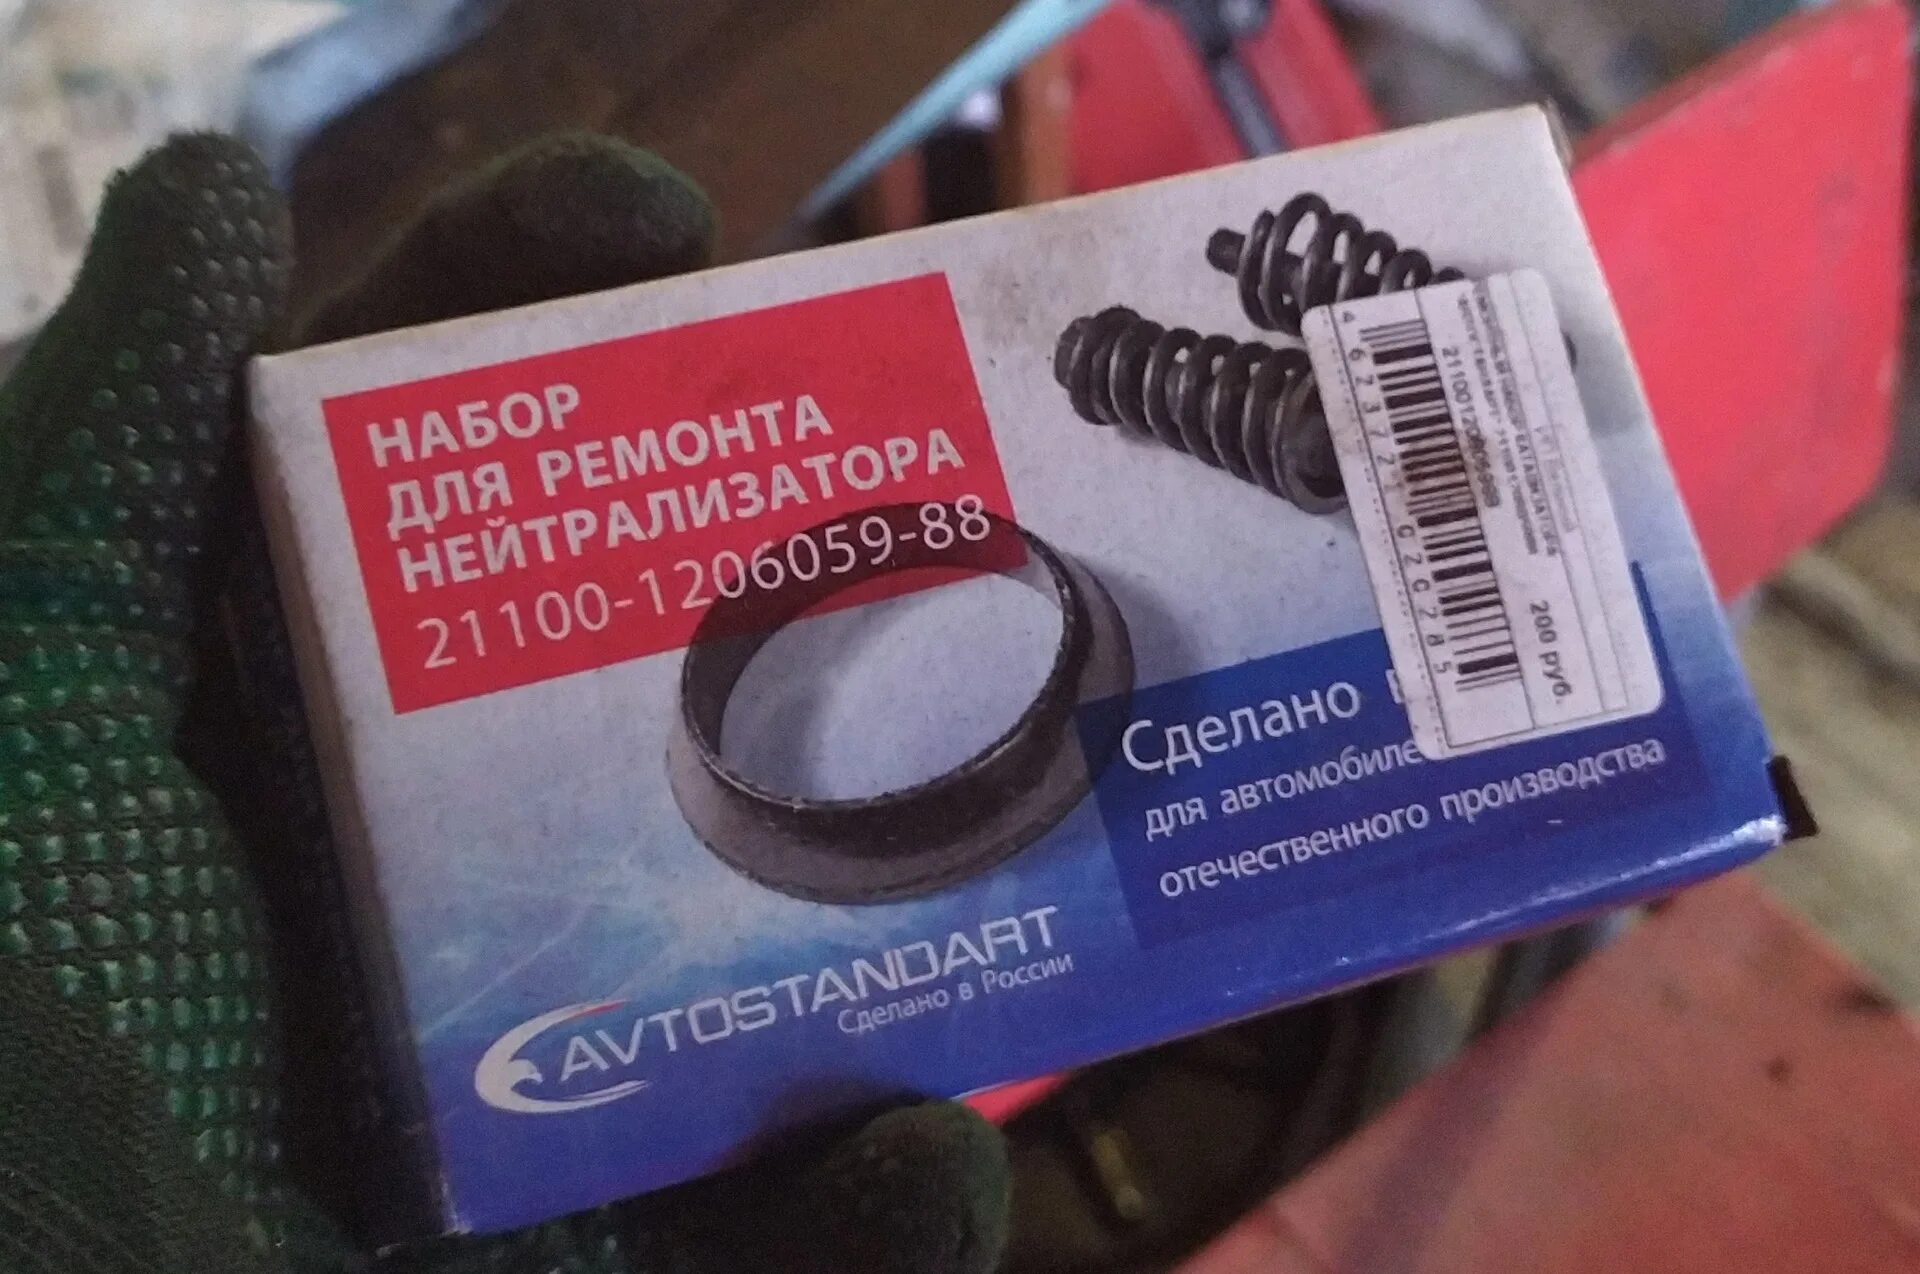 НАБОР
ДЛЯ РЕМОНТА
НЕЙТРАЛИЗАТОРА
21100-1206059-88
Сделано
для автомобиле
отечественного производства
AVTOSTANDART
Сделано в России
200 руб.